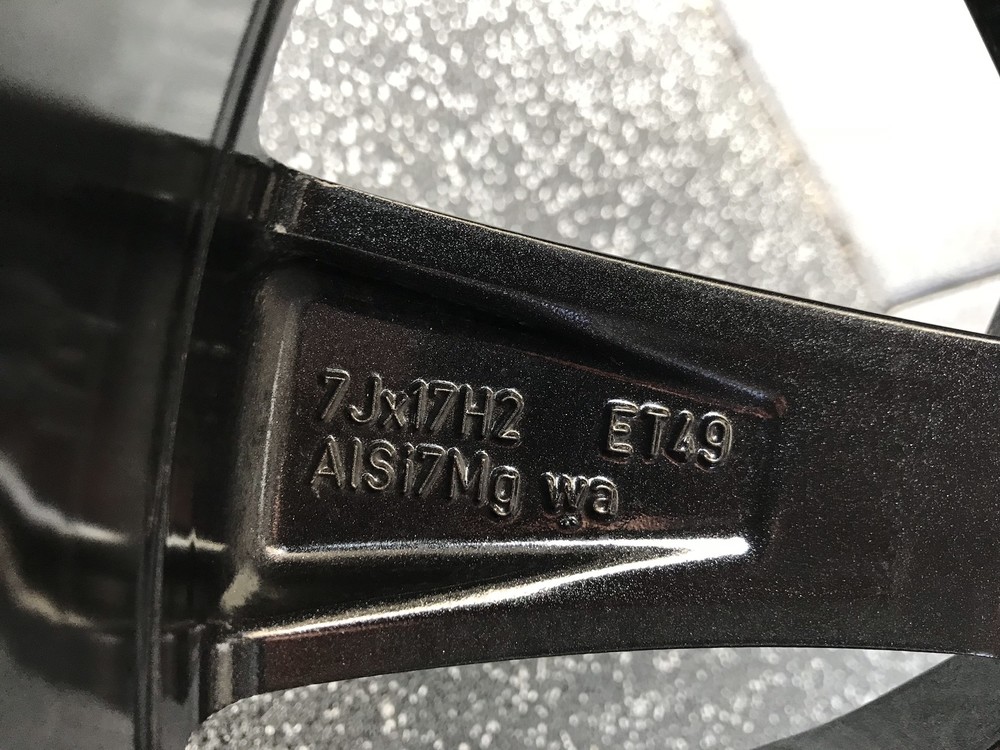 7Jx17H2 ET49
AlSi7Mg wa